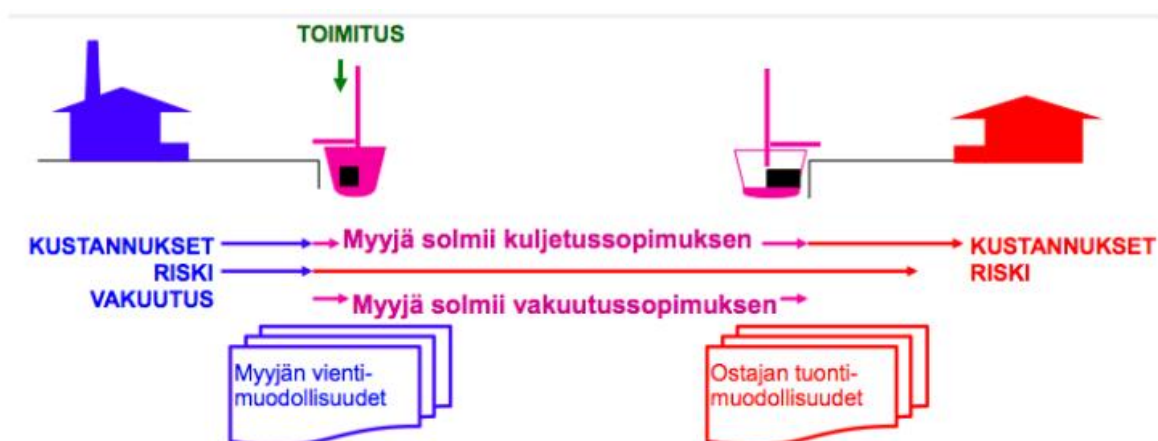 TOIMITUS
KUSTANNUKSET
Myyjä solmii kuljetussopimuksen
KUSTANNUKSET
RISKI
RISKI
VAKUUTUS
Myyjä solmii vakuutussopimuksen
Myyjän vienti-
muodollisuudet
Ostajan tuonti-
muodollisuudet